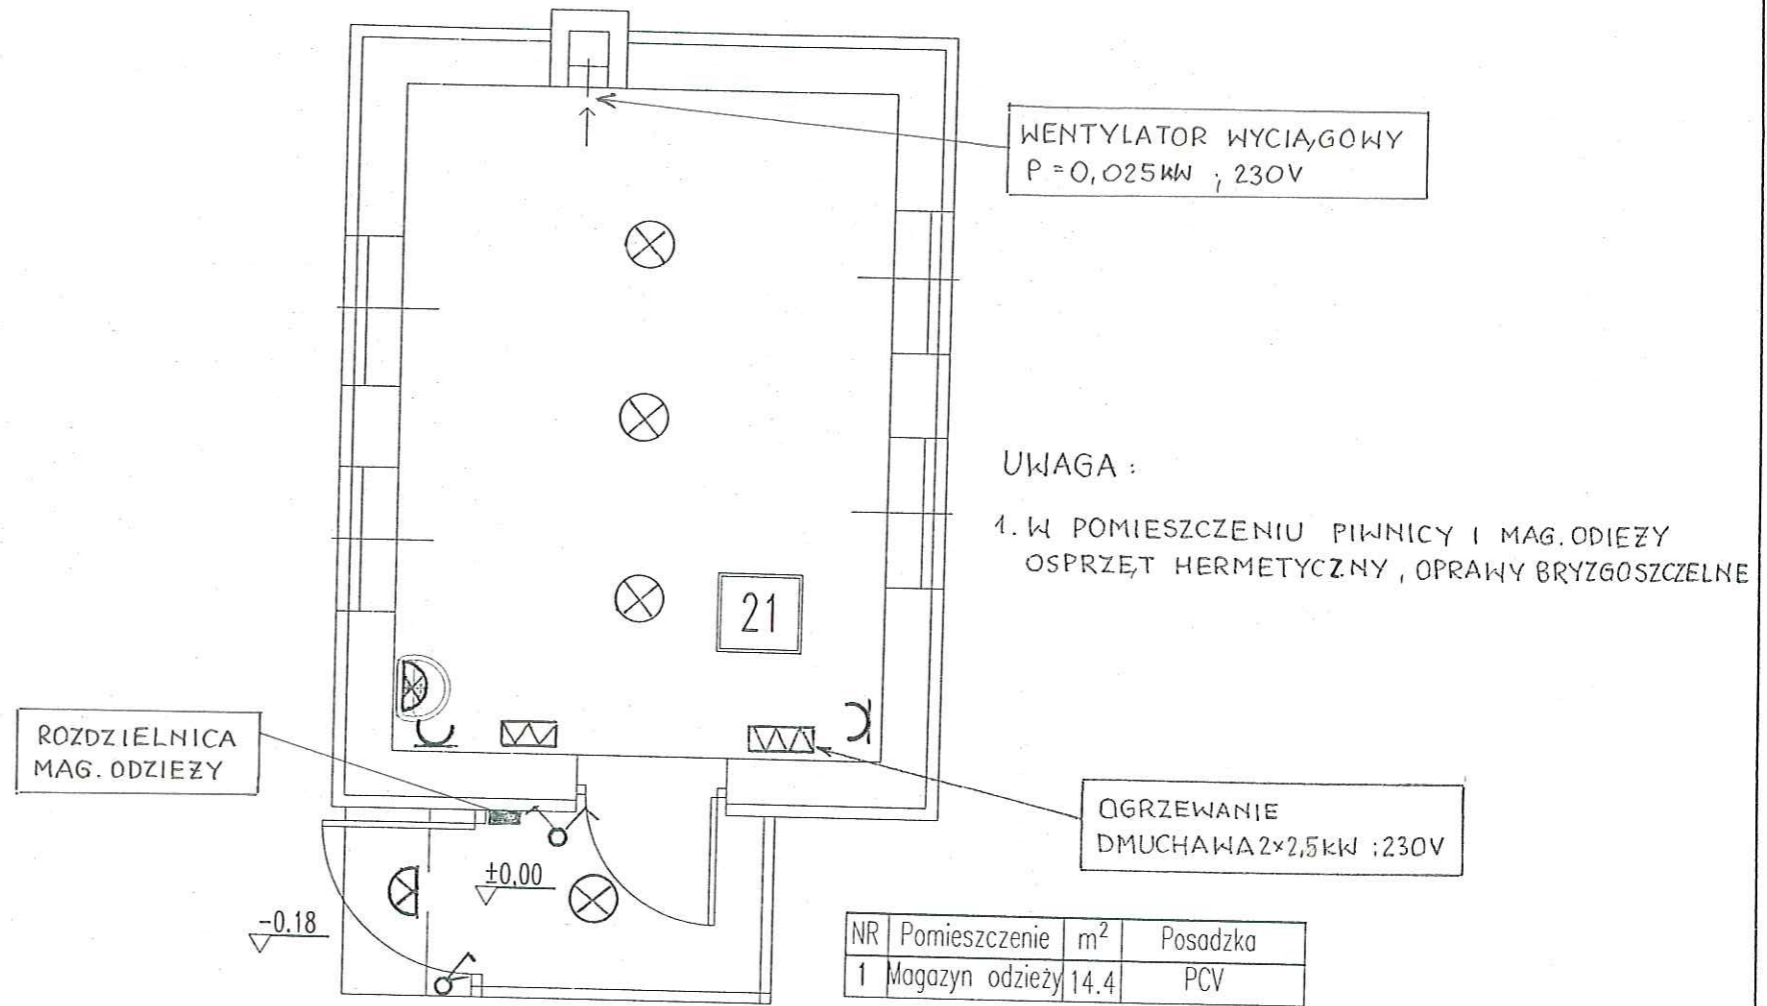 WENTYLATOR WYCIĄGOWY
P=0,025KW ; 230V
UWAGA :
1. W POMIESZCZENIU PIWNICY I MAG. ODIEŻY
OSPRZĘT HERMETYCZNY, OPRAWY BRYZGOSZCZELNE
21
ROZDZIELNICA
MAG. ODZIEŻY
OGRZEWANIE
DMUCHAWA 2×2,5kW ; 230V
±0,00
-0.18
NR Pomieszczenie m² Posadzka
1 Magazyn odzieży 14.4 PCV